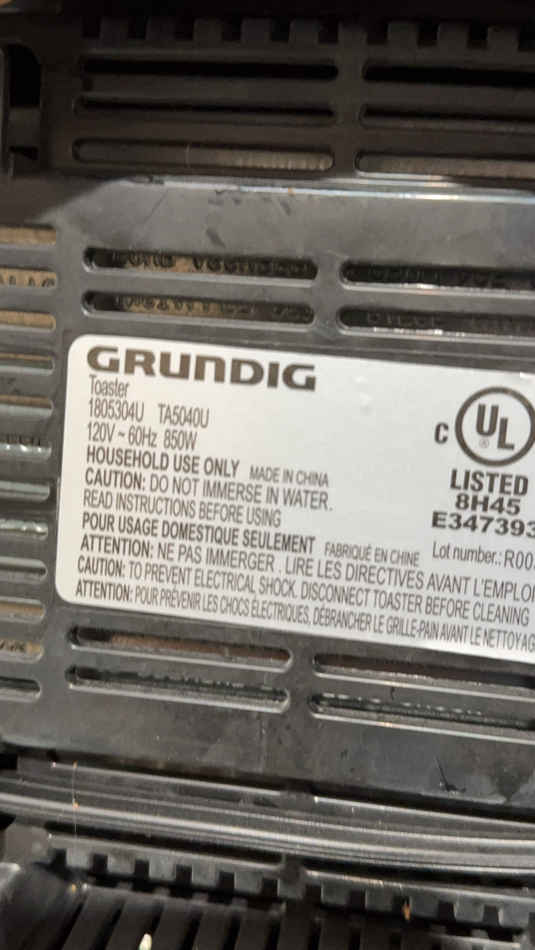 GRUNDIG
Toaster
1805304U TA5040U
120V ~ 60Hz 850W
HOUSEHOLD USE ONLY MADE IN CHINA
CAUTION: DO NOT IMMERSE IN WATER.
READ INSTRUCTIONS BEFORE USING
POUR USAGE DOMESTIQUE SEULEMENT FABRIQUÉ EN CHINE
ATTENTION: NE PAS IMMERGER . LIRE LES DIRECTIVES AVANT L'EMPLOI
CAUTION: TO PREVENT ELECTRICAL SHOCK, DISCONNECT TOASTER BEFORE CLEANING
ATTENTION: POUR PRÉVENIR LES CHOCS ÉLECTRIQUES, DÉBRANCHER LE GRILLE-PAIN AVANT LE NETTOYAG
C UL ®
LISTED
8H45
E347393
Lot number.: R00